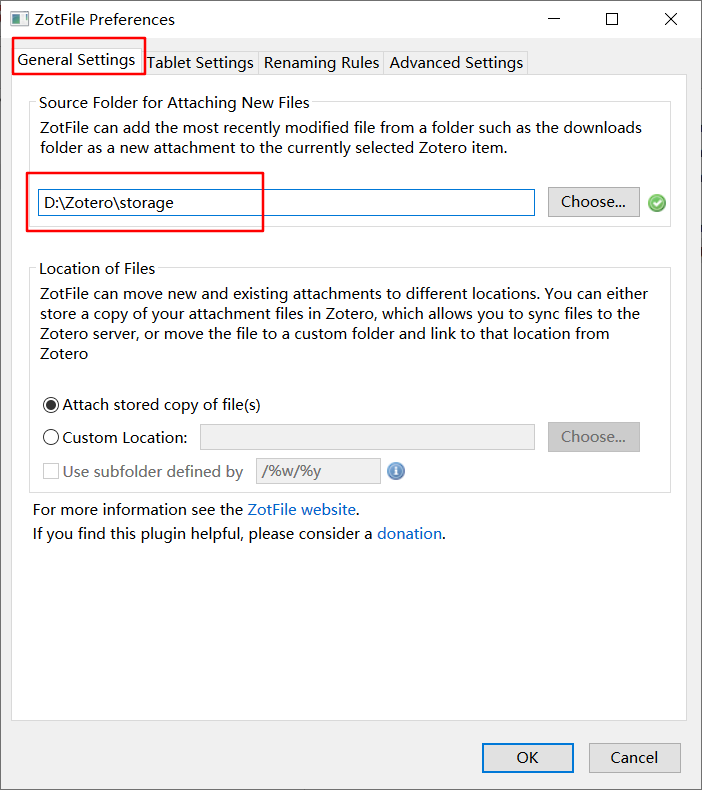 ZotFile Preferences
General Settings Tablet Settings Renaming Rules Advanced Settings
Source Folder for Attaching New Files
ZotFile can add the most recently modified file from a folder such as the downloads
folder as a new attachment to the currently selected Zotero item.
D:\Zotero\storage Choose...
Location of Files
ZotFile can move new and existing attachments to different locations. You can either
store a copy of your attachment files in Zotero, which allows you to sync files to the
Zotero server, or move the file to a custom folder and link to that location from
Zotero
Attach stored copy of file(s)
Custom Location: Choose...
Use subfolder defined by /%w/%y
For more information see the ZotFile website.
If you find this plugin helpful, please consider a donation.
OK Cancel